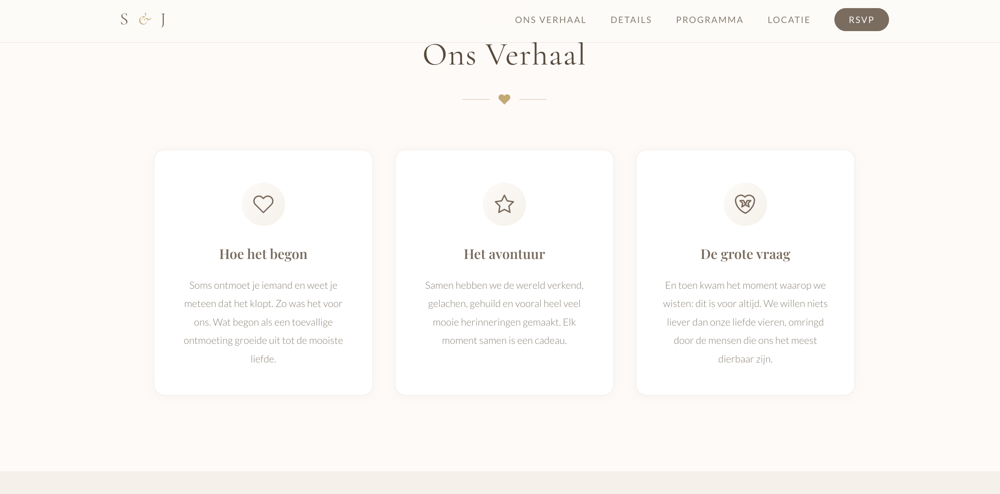 S & J
ONS VERHAAL DETAILS PROGRAMMA LOCATIE RSVP
Ons Verhaal
Hoe het begon
Soms ontmoet je iemand en weet je
meteen dat het klopt. Zo was het voor
ons. Wat begon als een toevallige
ontmoeting groeide uit tot de mooiste
liefde.
Het avontuur
Samen hebben we de wereld verkend,
gelachen, gehuild en vooral heel veel
mooie herinneringen gemaakt. Elk
moment samen is een cadeau.
De grote vraag
En toen kwam het moment waarop we
wisten: dit is voor altijd. We willen niets
liever dan onze liefde vieren, omringd
door de mensen die ons het meest
dierbaar zijn.